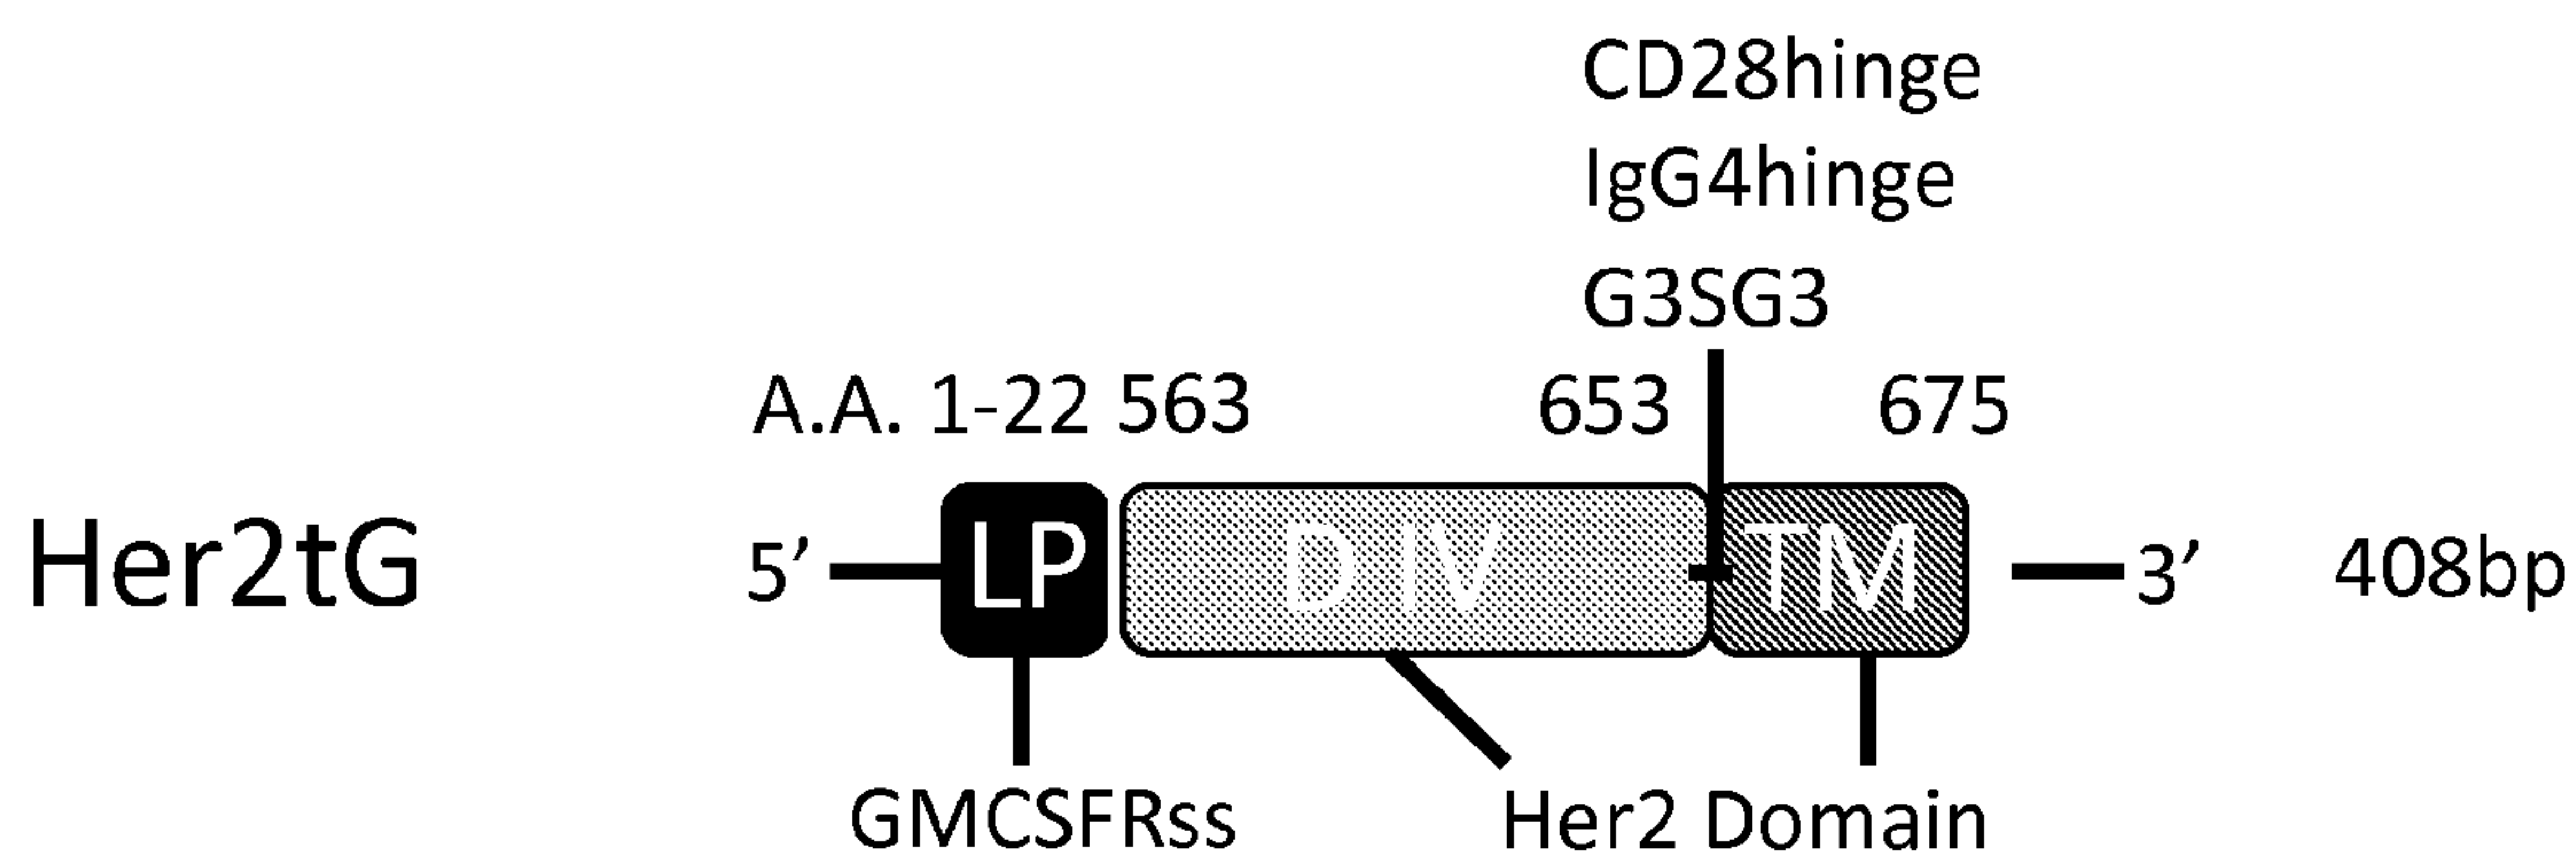 CD28hinge
IgG4hinge
G3SG3
A.A. 1-22 563 653 675
Her2tG 5’ LP D IV TM 3’ 408bp
GMCSFRss Her2 Domain